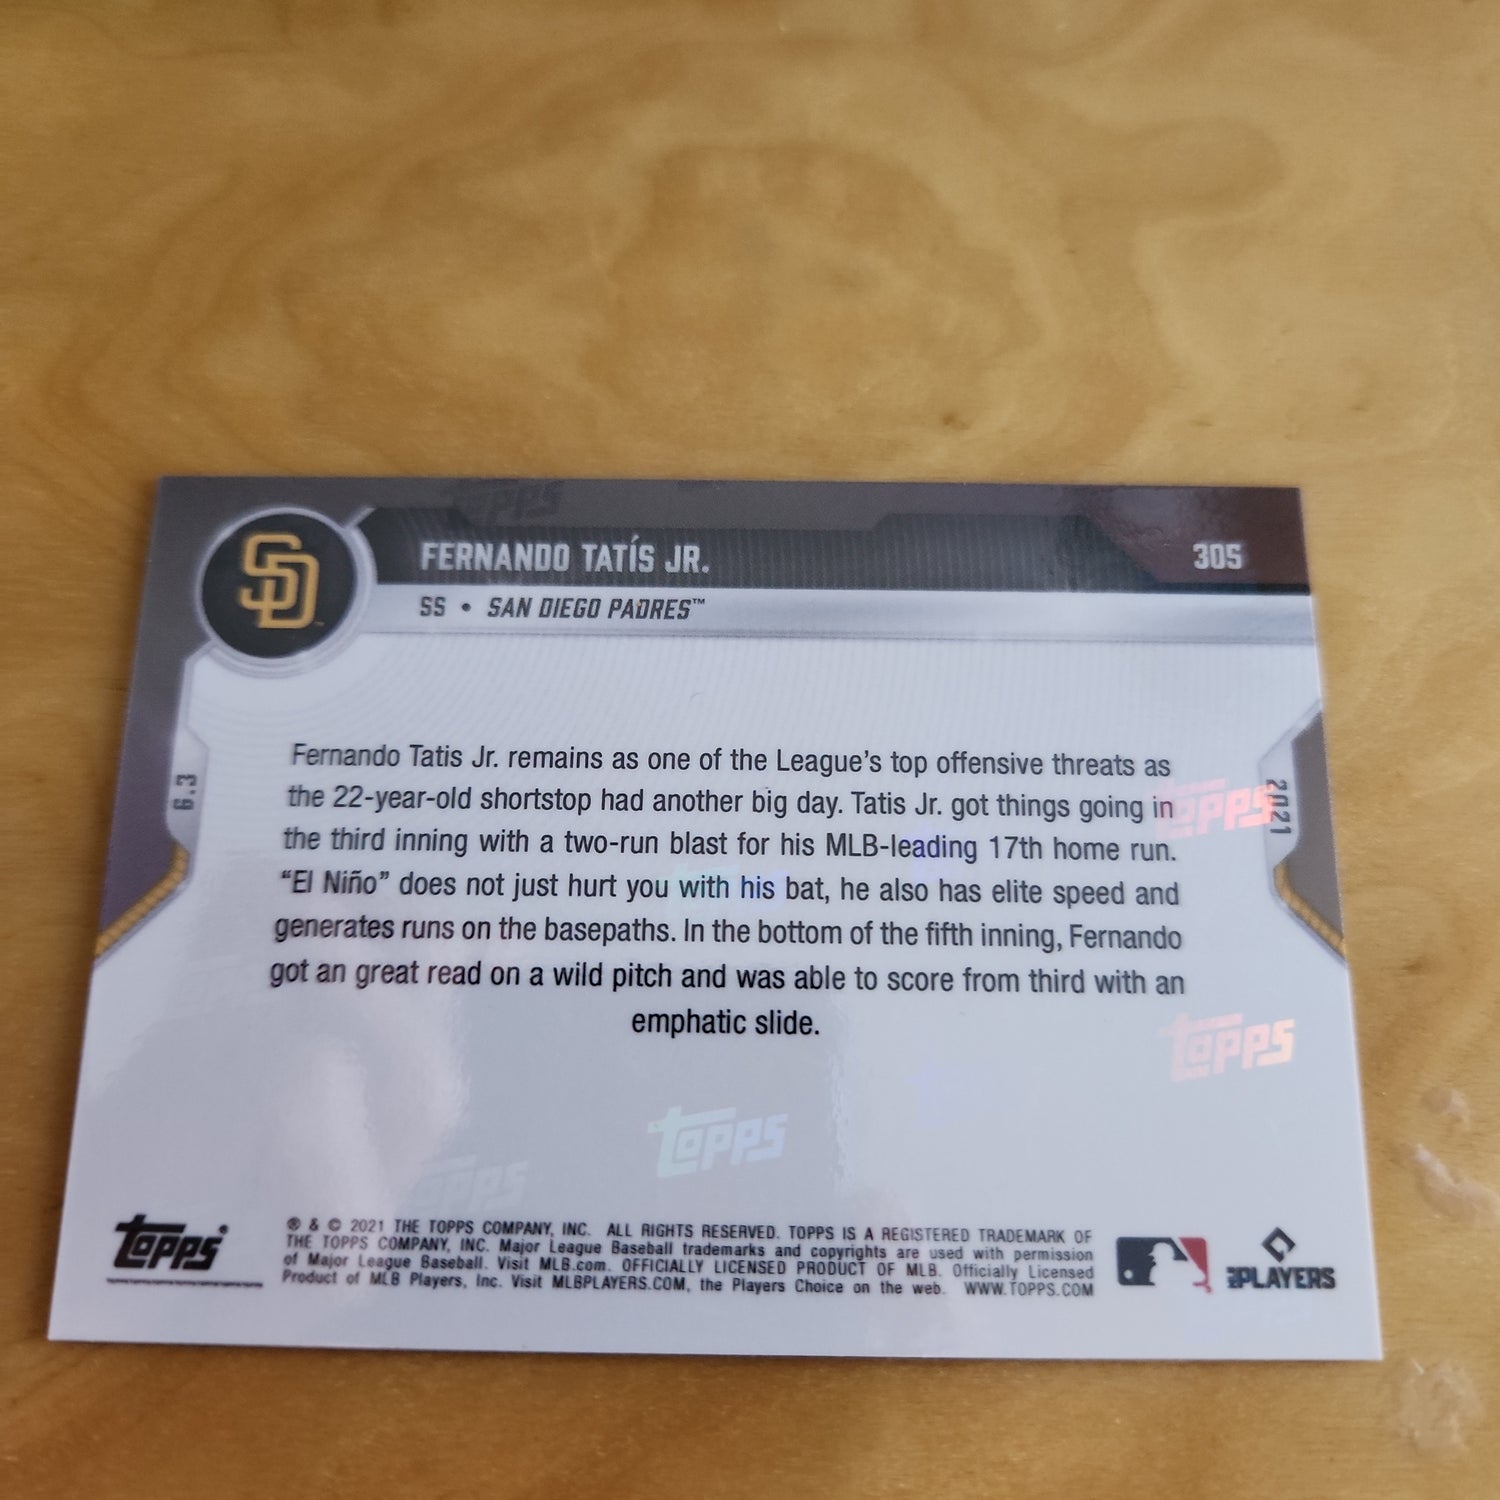 FERNANDO TATÍS JR.
305
SS • SAN DIEGO PADRES™
SD
6.3
2021
Fernando Tatis Jr. remains as one of the League's top offensive threats as
the 22-year-old shortstop had another big day. Tatis Jr. got things going in
the third inning with a two-run blast for his MLB-leading 17th home run.
“El Niño” does not just hurt you with his bat, he also has elite speed and
generates runs on the basepaths. In the bottom of the fifth inning, Fernando
got an great read on a wild pitch and was able to score from third with an
emphatic slide.
TOPPS
TOPPS
TOPPS
TOPPS
TOPPS
TOPPS®
® & © 2021 THE TOPPS COMPANY, INC. ALL RIGHTS RESERVED. TOPPS IS A REGISTERED TRADEMARK OF
THE TOPPS COMPANY, INC. Major League Baseball trademarks and copyrights are used with permission
of Major League Baseball. Visit MLB.com. OFFICIALLY LICENSED PRODUCT OF MLB. Officially Licensed
Product of MLB Players, Inc. Visit MLBPLAYERS.COM, the Players Choice on the web. WWW.TOPPS.COM
PLAYERS